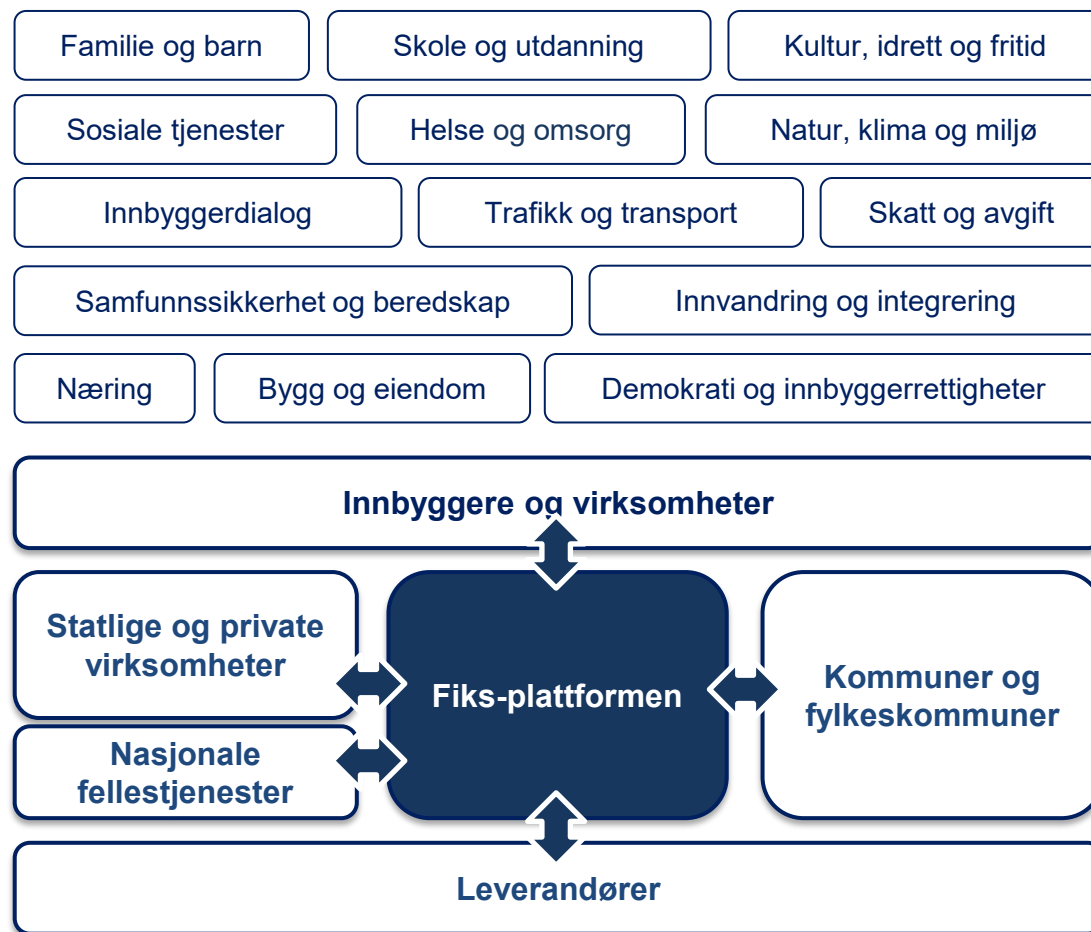 Familie og barn
Skole og utdanning
Kultur, idrett og fritid
Sosiale tjenester
Helse og omsorg
Natur, klima og miljø
Innbyggerdialog
Trafikk og transport
Skatt og avgift
Samfunnssikkerhet og beredskap
Innvandring og integrering
Næring
Bygg og eiendom
Demokrati og innbyggerrettigheter
Innbyggere og virksomheter
Statlige og private
virksomheter
Nasjonale
fellestjenester
Fiks-plattformen
Kommuner og
fylkeskommuner
Leverandører